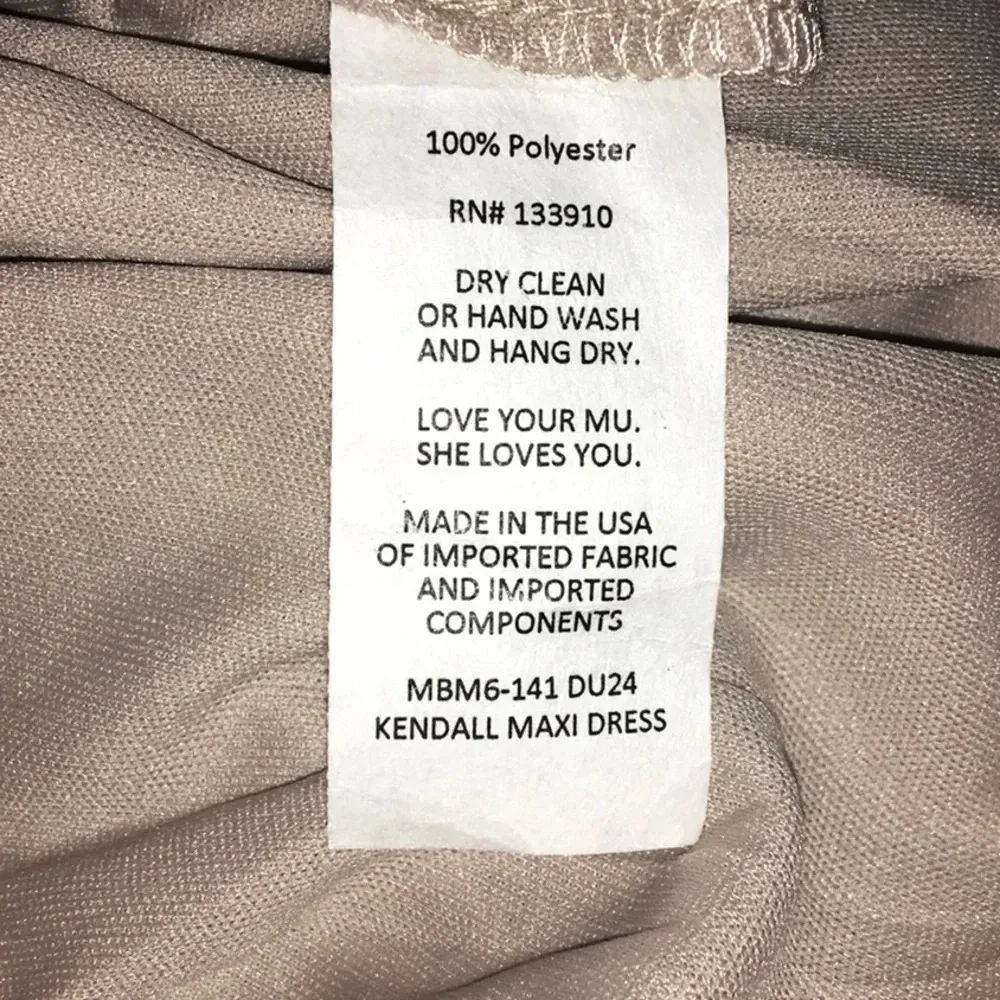 100% Polyester
RN# 133910
DRY CLEAN
OR HAND WASH
AND HANG DRY.
LOVE YOUR MU.
SHE LOVES YOU.
MADE IN THE USA
OF IMPORTED FABRIC
AND IMPORTED
COMPONENTS
MBM6-141 DU24
KENDALL MAXI DRESS